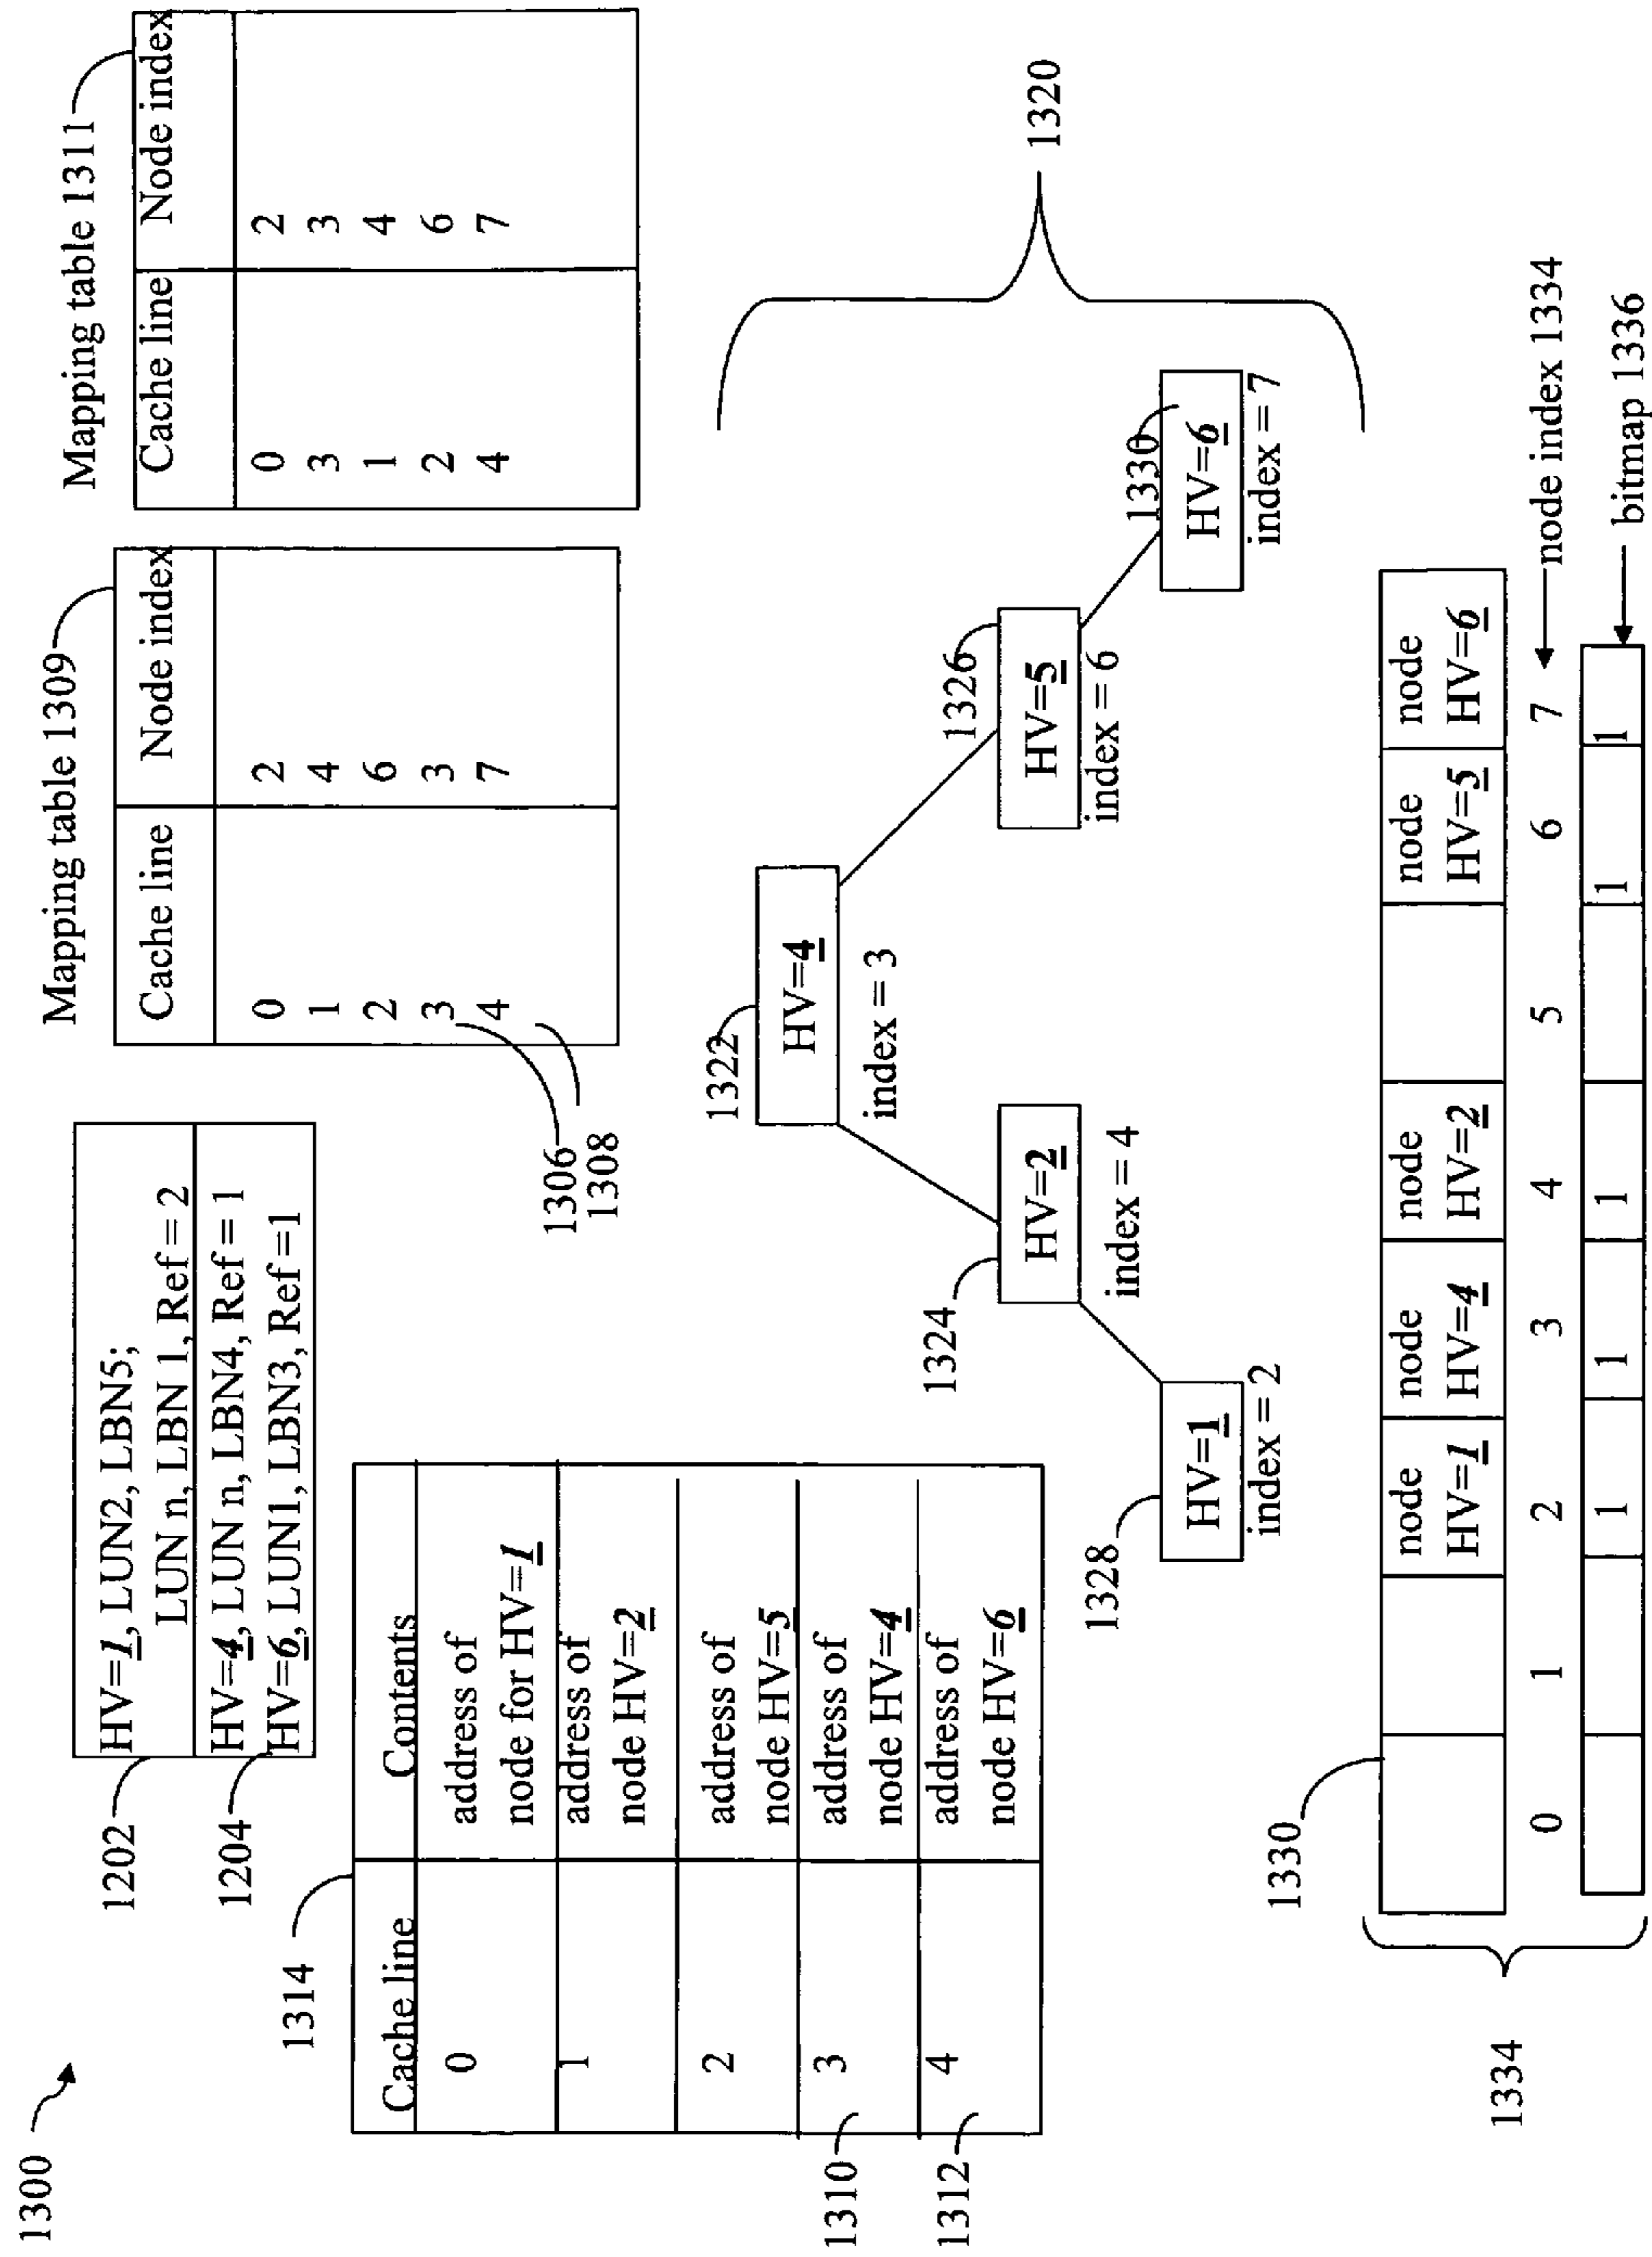 1300
1202
HV=1, LUN2, LBN5;
LUN n, LBN 1, Ref = 2
1204
HV=4, LUN n, LBN4, Ref = 1
HV=6, LUN1, LBN3, Ref =1
Mapping table 1309
Cache line Node index
0 2
1 4
2 6
3 3
4 7
1306
1308
Mapping table 1311
Cache line Node index
0 2
3 3
1 4
2 6
4 7
1314
Cache line Contents
0 address of
node for HV=1
1 address of
node HV=2
2 address of
node HV=5
3 address of
node HV=4
4 address of
node HV=6
1310
1312
1320
1322
HV=4
index = 3
1324
HV=2
index = 4
1326
HV=5
index = 6
1328
HV=1
index = 2
1330
HV=6
index = 7
1330
node node node node node
HV=1 HV=4 HV=2 HV=5 HV=6
0 1 2 3 4 5 6 7
node index 1334
1334
1 1 1 1 1
bitmap 1336